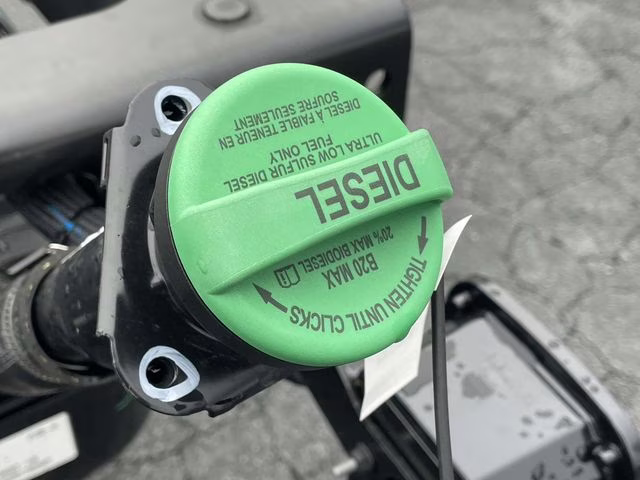 TIGHTEN UNTIL CLICKS
B20 MAX
20% MAX BIODIESEL
DIESEL
ULTRA LOW SULFUR DIESEL
FUEL ONLY
DIESEL À FAIBLE TENEUR EN
SOUFRE SEULEMENT